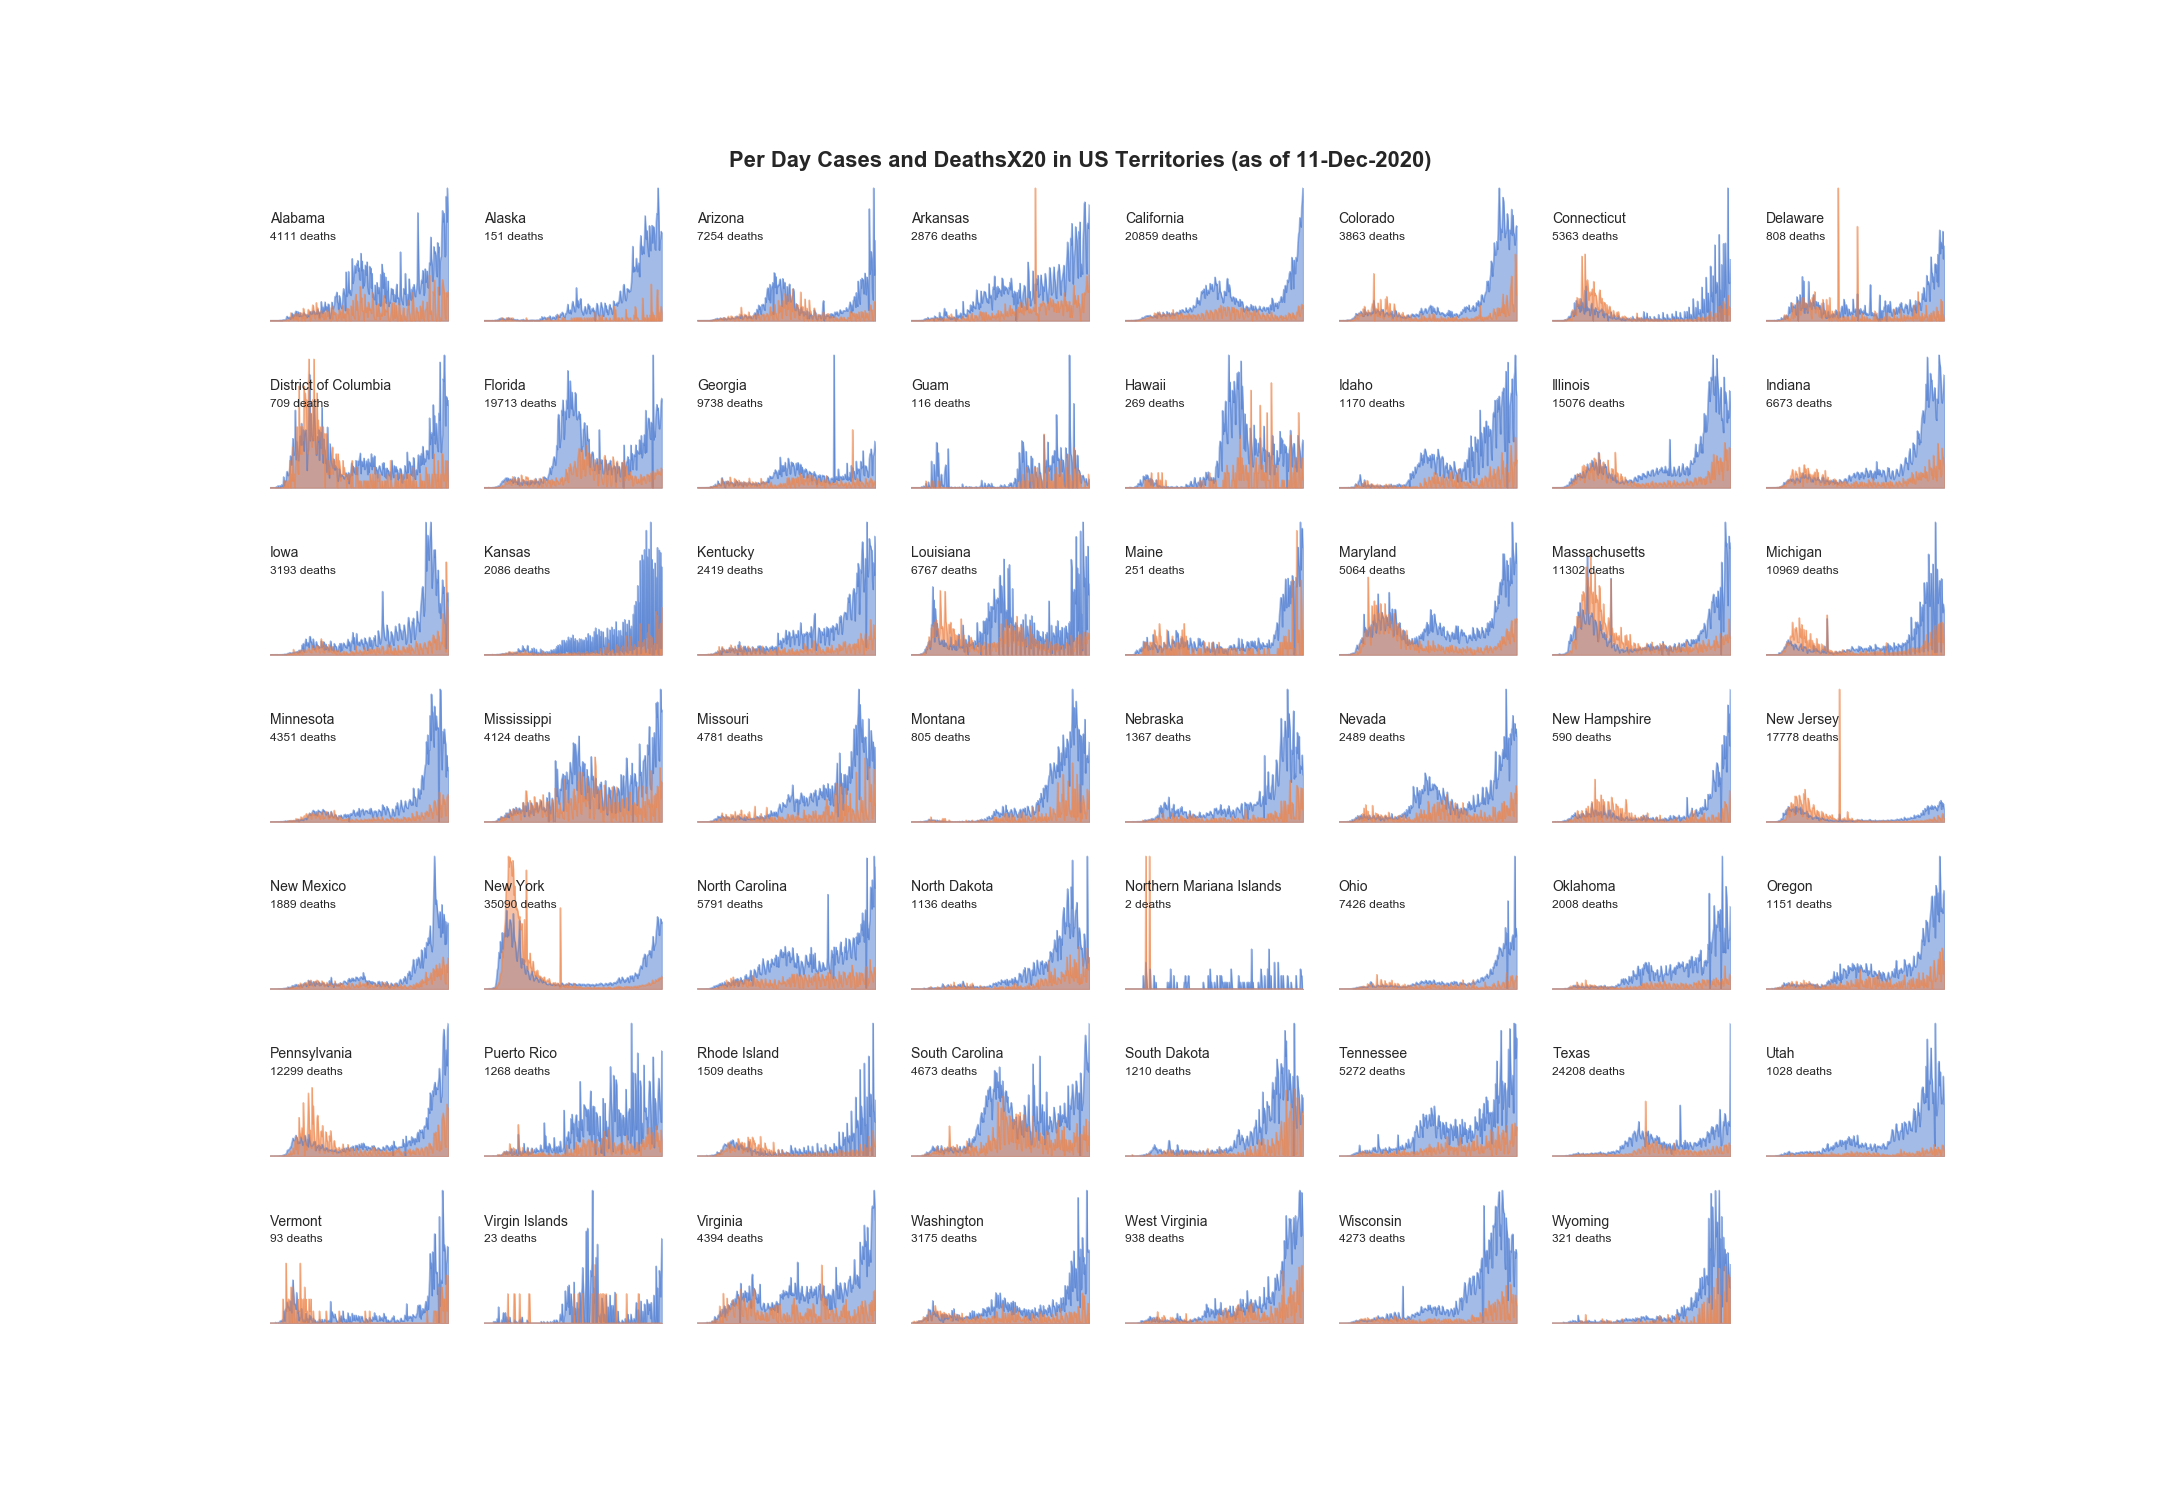 Per Day Cases and DeathsX20 in US Territories (as of 11-Dec-2020)
Alabama
4111 deaths
Alaska
151 deaths
Arizona
7254 deaths
Arkansas
2876 deaths
California
20859 deaths
Colorado
3863 deaths
Connecticut
5363 deaths
Delaware
808 deaths
District of Columbia
709 deaths
Florida
19713 deaths
Georgia
9738 deaths
Guam
116 deaths
Hawaii
269 deaths
Idaho
1170 deaths
Illinois
15076 deaths
Indiana
6673 deaths
Iowa
3193 deaths
Kansas
2086 deaths
Kentucky
2419 deaths
Louisiana
6767 deaths
Maine
251 deaths
Maryland
5064 deaths
Massachusetts
11302 deaths
Michigan
10969 deaths
Minnesota
4351 deaths
Mississippi
4124 deaths
Missouri
4781 deaths
Montana
805 deaths
Nebraska
1367 deaths
Nevada
2489 deaths
New Hampshire
590 deaths
New Jersey
17778 deaths
New Mexico
1889 deaths
New York
35090 deaths
North Carolina
5791 deaths
North Dakota
1136 deaths
Northern Mariana Islands
2 deaths
Ohio
7426 deaths
Oklahoma
2008 deaths
Oregon
1151 deaths
Pennsylvania
12299 deaths
Puerto Rico
1268 deaths
Rhode Island
1509 deaths
South Carolina
4673 deaths
South Dakota
1210 deaths
Tennessee
5272 deaths
Texas
24208 deaths
Utah
1028 deaths
Vermont
93 deaths
Virgin Islands
23 deaths
Virginia
4394 deaths
Washington
3175 deaths
West Virginia
938 deaths
Wisconsin
4273 deaths
Wyoming
321 deaths